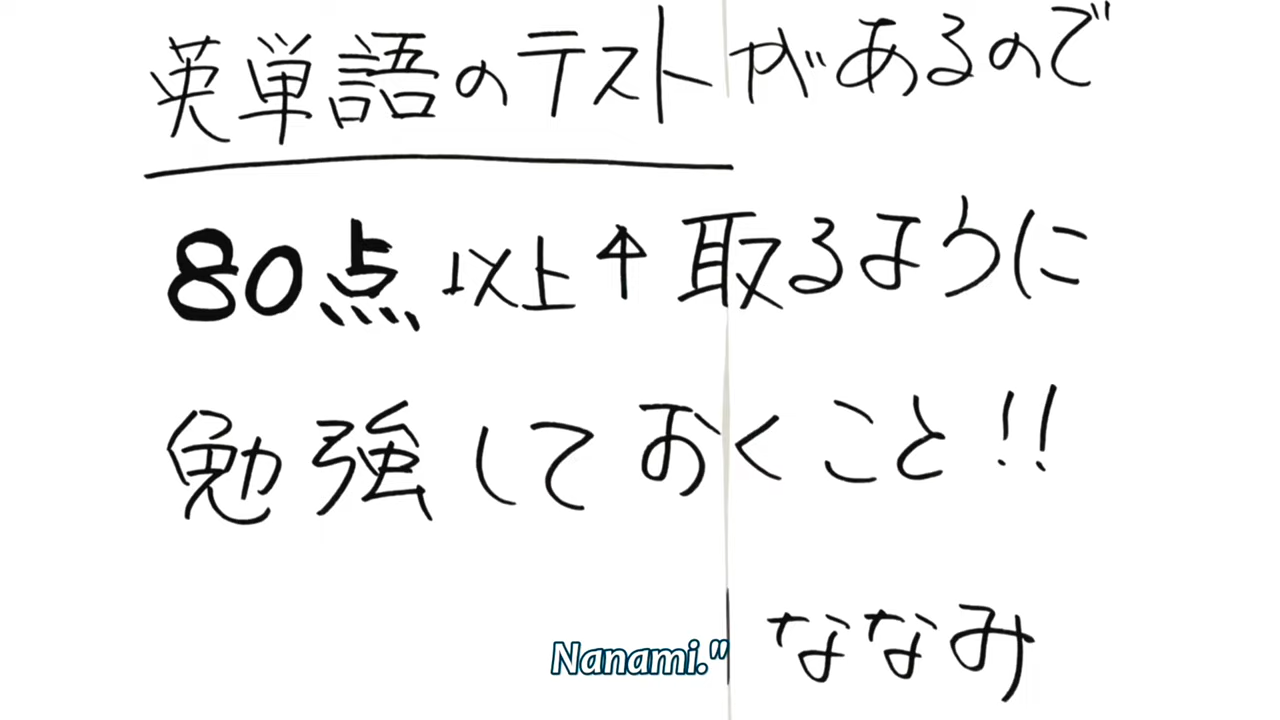 英単語のテストがあるので
80点以上↑取るように
勉強しておくこと!!
ななみ
Nanami."